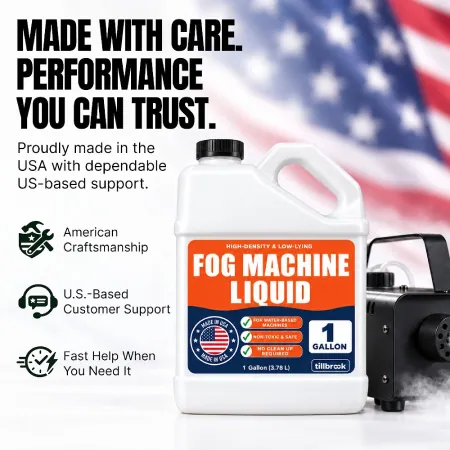 MADE WITH CARE.
PERFORMANCE
YOU CAN TRUST.
Proudly made in the
USA with dependable
US-based support.
American
Craftsmanship
U.S.-Based
Customer Support
Fast Help When
You Need It
HIGH-DENSITY & LOW-LYING
FOG MACHINE
LIQUID
MADE IN USA
MADE IN USA
FOR WATER-BASED
MACHINES
NON-TOXIC & SAFE
NO CLEAN UP
REQUIRED
1
GALLON
1 Gallon (3.78 L)
tillbrook